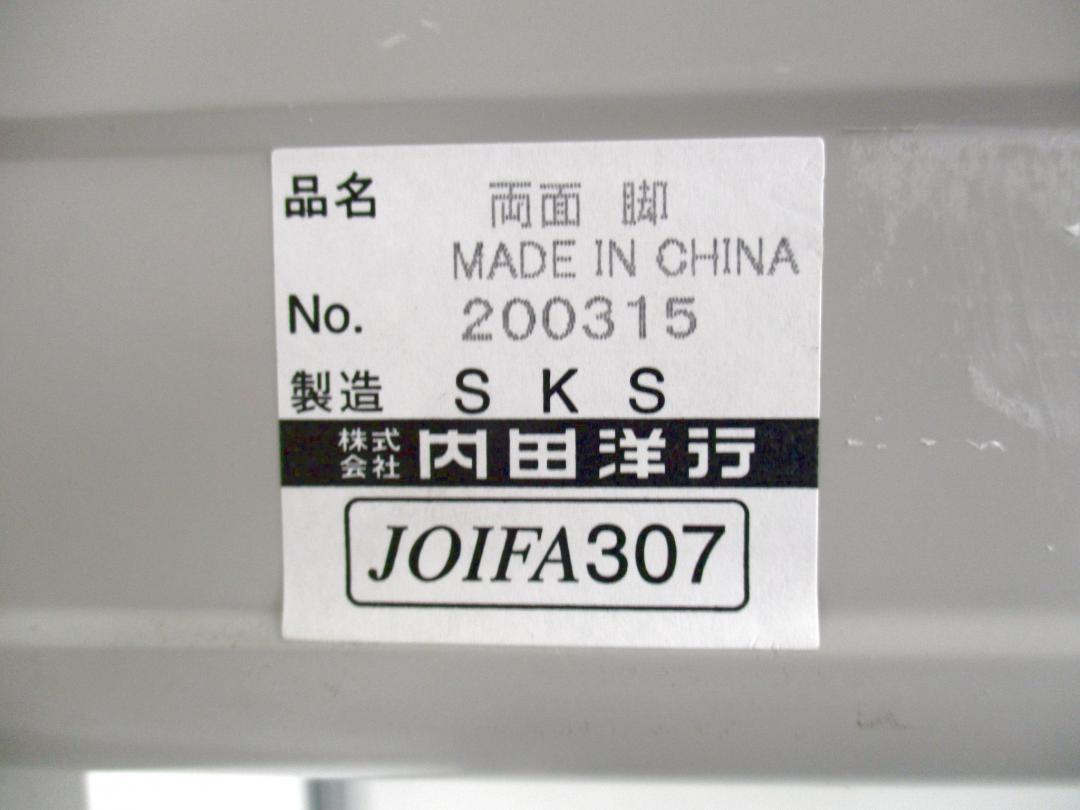 品名 両面 脚
MADE IN CHINA
No. 200315
製造 SKS
株式会社 内田洋行
JOIFA307